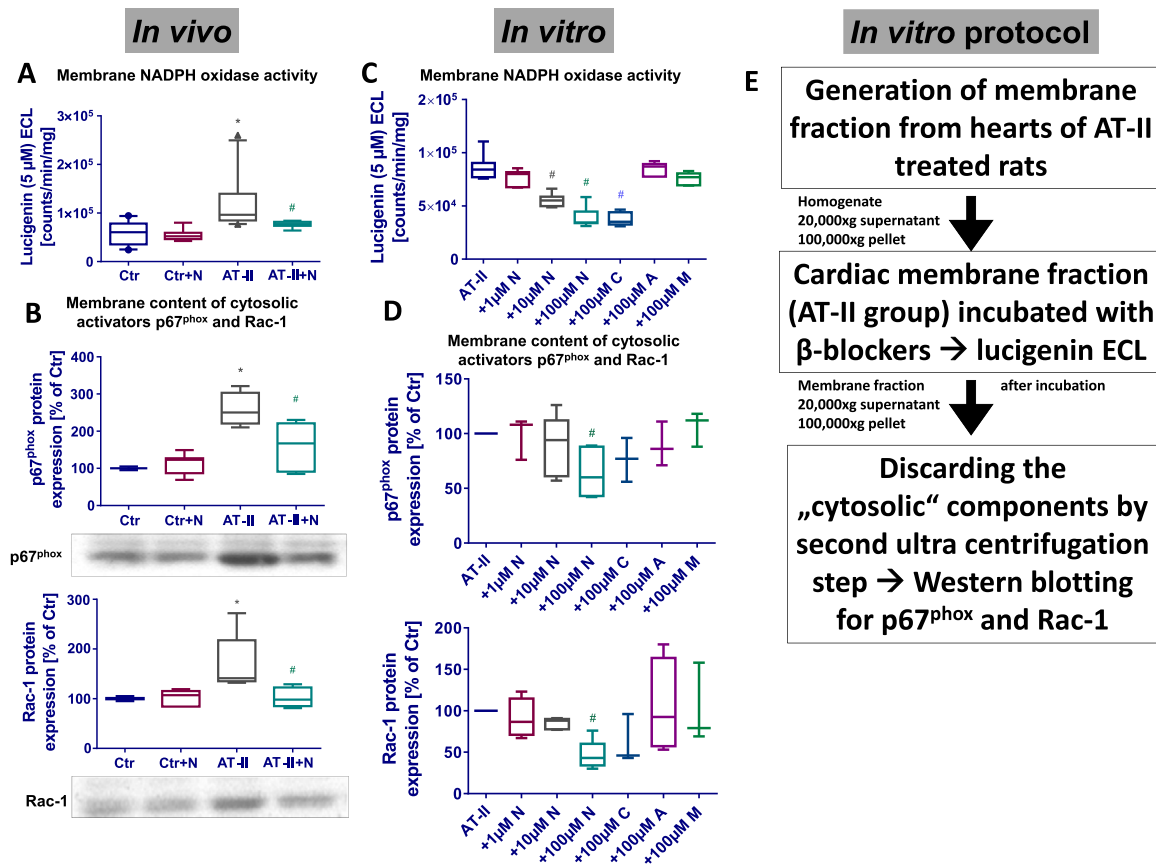 In vivo
In vitro
In vitro protocol
A
Membrane NADPH oxidase activity
Lucigenin (5 µM) ECL
[counts/min/mg]
3×10⁵
2×10⁵
1×10⁵
0
*
#
Ctr
Ctr+N
AT-II
AT-II+N
B
Membrane content of cytosolic
activators p67phox and Rac-1
p67phox protein
expression [% of Ctr]
400
300
200
100
0
*
#
Ctr
Ctr+N
AT-II
AT-II+N
p67phox
Rac-1 protein
expression [% of Ctr]
300
200
100
0
*
#
Ctr
Ctr+N
AT-II
AT-II+N
Rac-1
C
Membrane NADPH oxidase activity
Lucigenin (5 µM) ECL
[counts/min/mg]
2×10⁵
1×10⁵
5×10⁴
0
#
#
#
AT-II
+1µM N
+10µM N
+100µM N
+100µM C
+100µM A
+100µM M
D
Membrane content of cytosolic
activators p67phox and Rac-1
p67phox protein
expression [% of Ctr]
150
100
50
0
#
AT-II
+1µM N
+10µM N
+100µM N
+100µM C
+100µM A
+100µM M
Rac-1 protein
expression [% of Ctr]
200
150
100
50
0
#
AT-II
+1µM N
+10µM N
+100µM N
+100µM C
+100µM A
+100µM M
E
Generation of membrane
fraction from hearts of AT-II
treated rats
Homogenate
20,000xg supernatant
100,000xg pellet
Cardiac membrane fraction
(AT-II group) incubated with
β-blockers → lucigenin ECL
Membrane fraction
20,000xg supernatant
100,000xg pellet
after incubation
Discarding the
„cytosolic“ components by
second ultra centrifugation
step → Western blotting
for p67phox and Rac-1